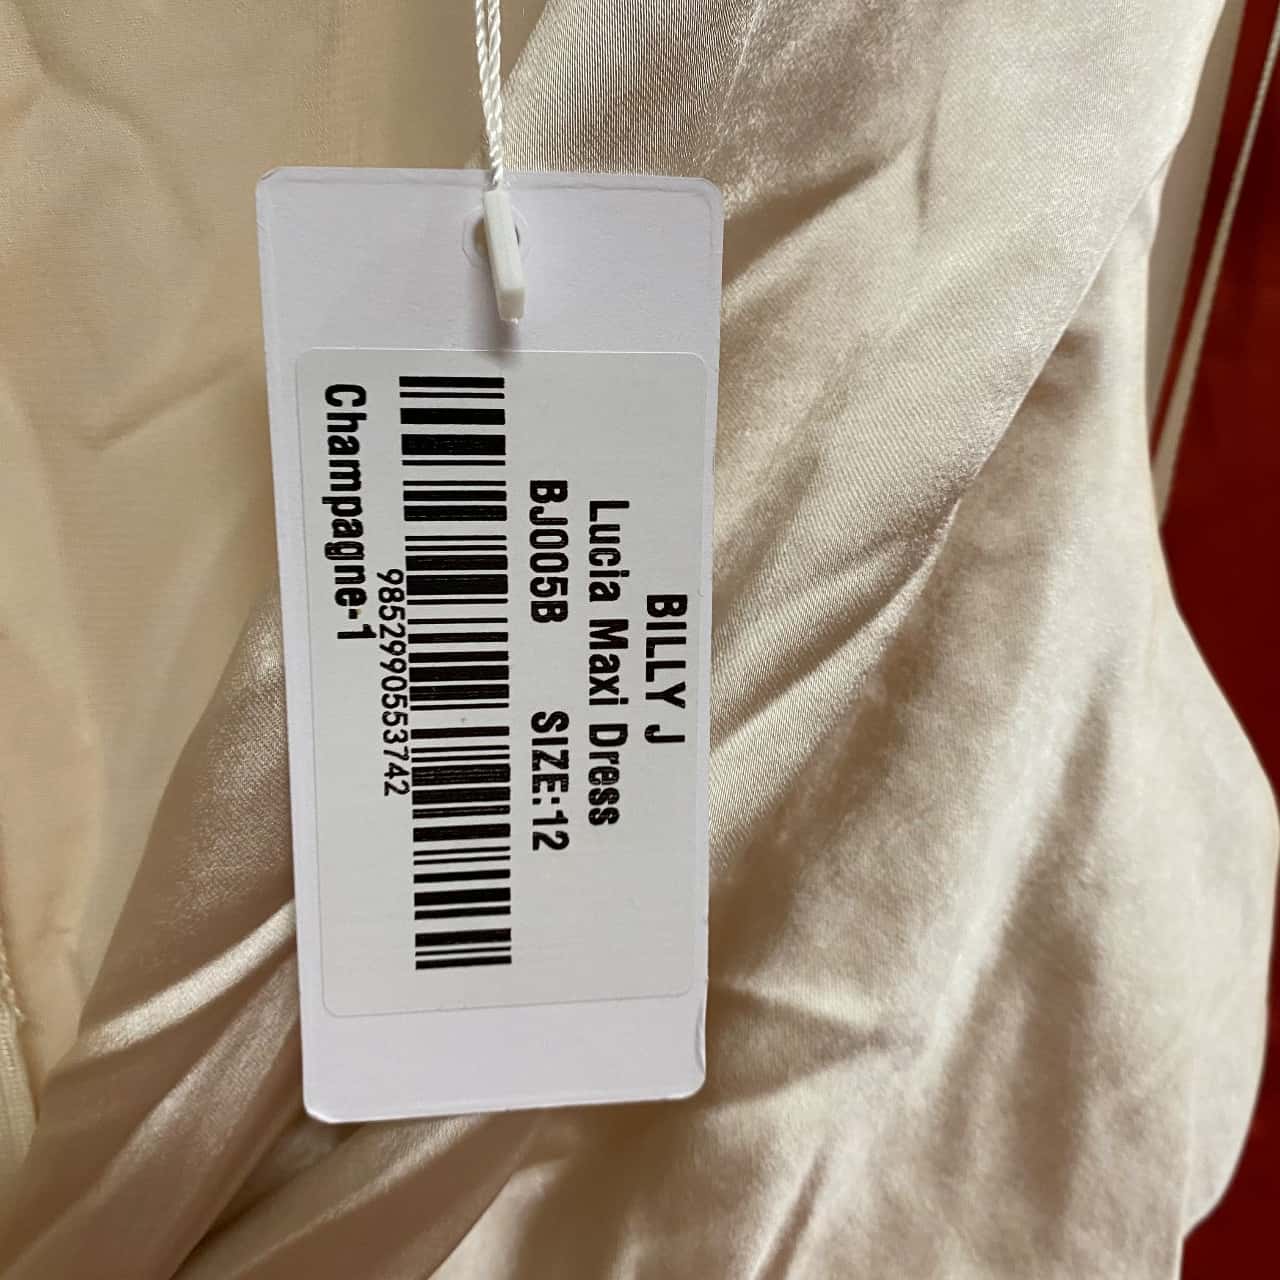 BILLY J
Lucia Maxi Dress
BJ005B SIZE:12
9852990553742
Champagne-1